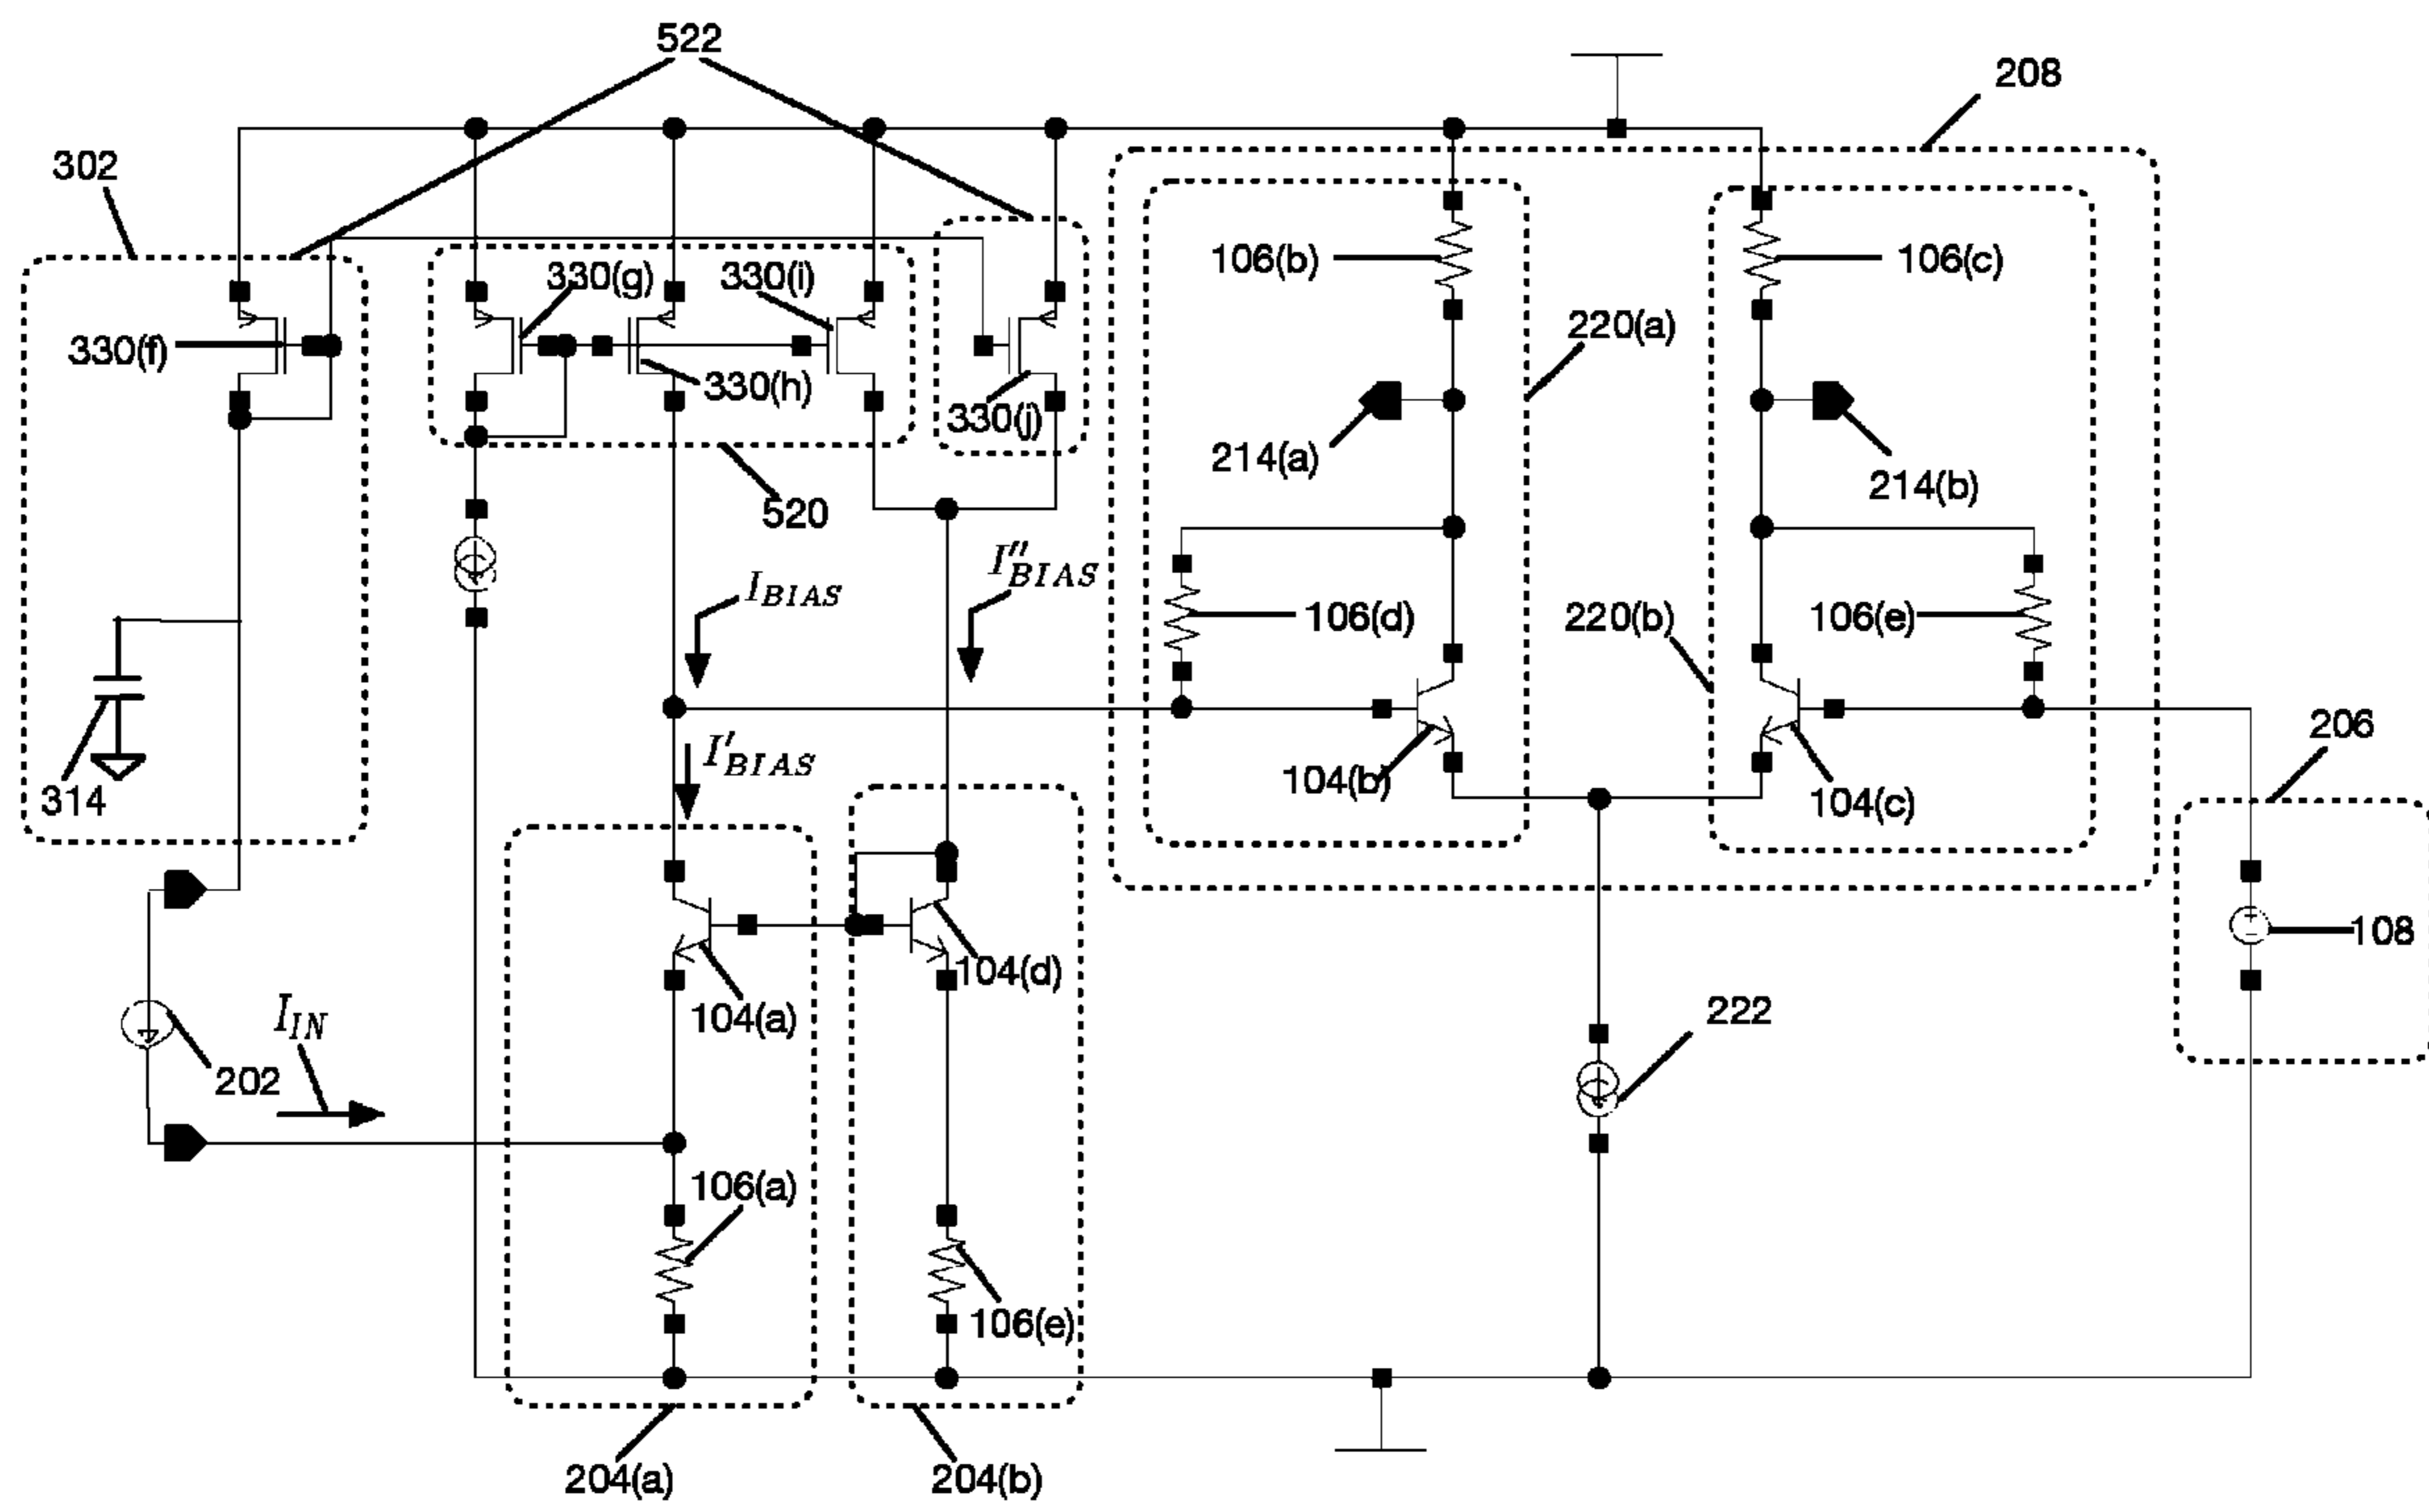 522
208
302
330(g)
330(i)
106(b)
106(c)
220(a)
330(f)
330(h)
330(j)
214(a)
214(b)
520
I''BIAS
IBIAS
106(d)
220(b)
106(e)
206
I'BIAS
104(b)
104(c)
314
108
104(d)
104(a)
IIN
222
202
106(a)
106(e)
204(a)
204(b)